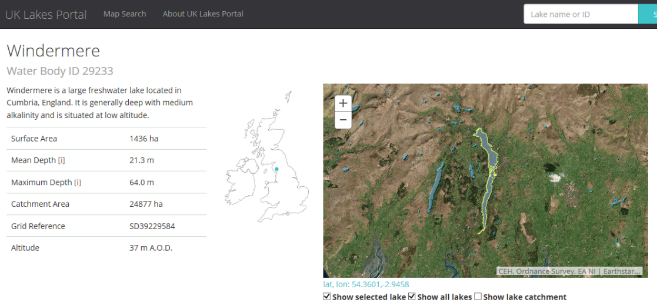 UK Lakes Portal Map Search About UK Lakes Portal Lake name or ID S
Windermere
Water Body ID 29233
Windermere is a large freshwater lake located in
Cumbria, England. It is generally deep with medium
alkalinity and is situated at low altitude.
Surface Area 1436 ha
Mean Depth [i] 21.3 m
Maximum Depth [i] 64.0 m
Catchment Area 24877 ha
Grid Reference SD39229584
Altitude 37 m A.O.D.
+
−
CEH, Ordnance Survey, EA NI | Earthstar...
lat, lon: 54.3601, -2.9458
Show selected lake Show all lakes Show lake catchment